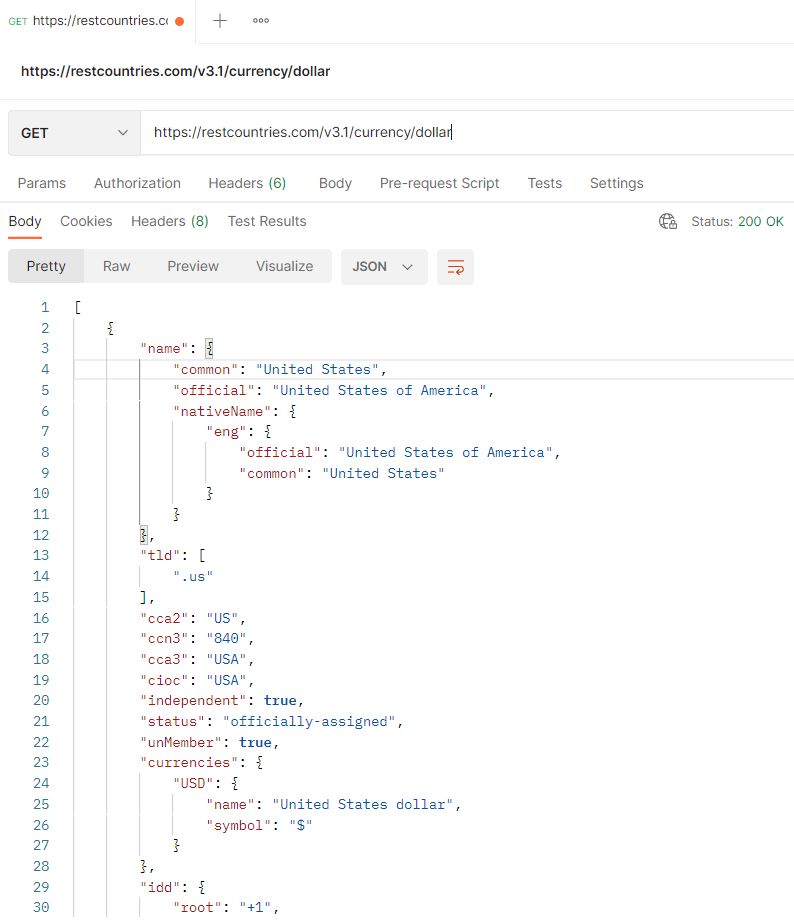 GET https://restcountries.cc
https://restcountries.com/v3.1/currency/dollar
GET https://restcountries.com/v3.1/currency/dollar
Params Authorization Headers (6) Body Pre-request Script Tests Settings
Body Cookies Headers (8) Test Results Status: 200 OK
Pretty Raw Preview Visualize JSON
1 [
2 {
3 "name": {
4 "common": "United States",
5 "official": "United States of America",
6 "nativeName": {
7 "eng": {
8 "official": "United States of America",
9 "common": "United States"
10 }
11 }
12 },
13 "tld": [
14 ".us"
15 ],
16 "cca2": "US",
17 "ccn3": "840",
18 "cca3": "USA",
19 "cioc": "USA",
20 "independent": true,
21 "status": "officially-assigned",
22 "unMember": true,
23 "currencies": {
24 "USD": {
25 "name": "United States dollar",
26 "symbol": "$"
27 }
28 },
29 "idd": {
30 "root": "+1",